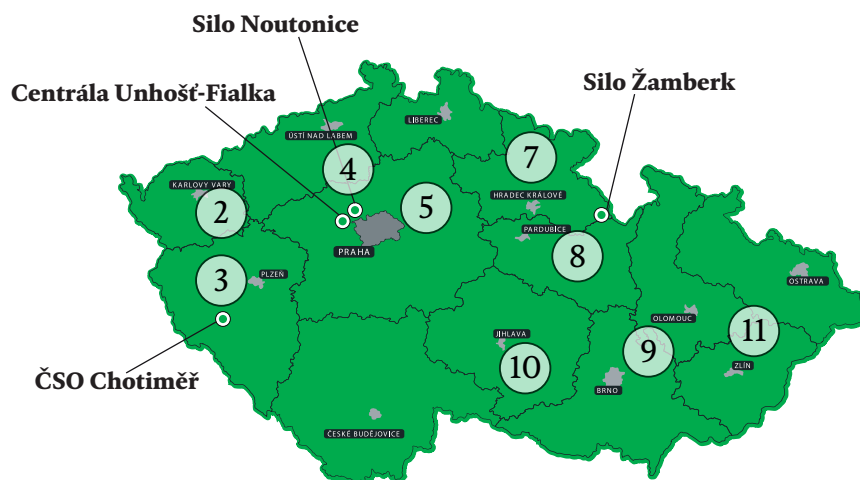 Silo Noutonice
Centrála Unhošť-Fialka
Silo Žamberk
LIBEREC
ÚSTÍ NAD LABEM
7
4
KARLOVY VARY
HRADEC KRÁLOVÉ
2
5
PARDUBICE
PRAHA
8
3
PLZEŇ
OSTRAVA
OLOMOUC
11
JIHLAVA
9
10
ZLÍN
BRNO
ČSO Chotiměř
ČESKÉ BUDĚJOVICE